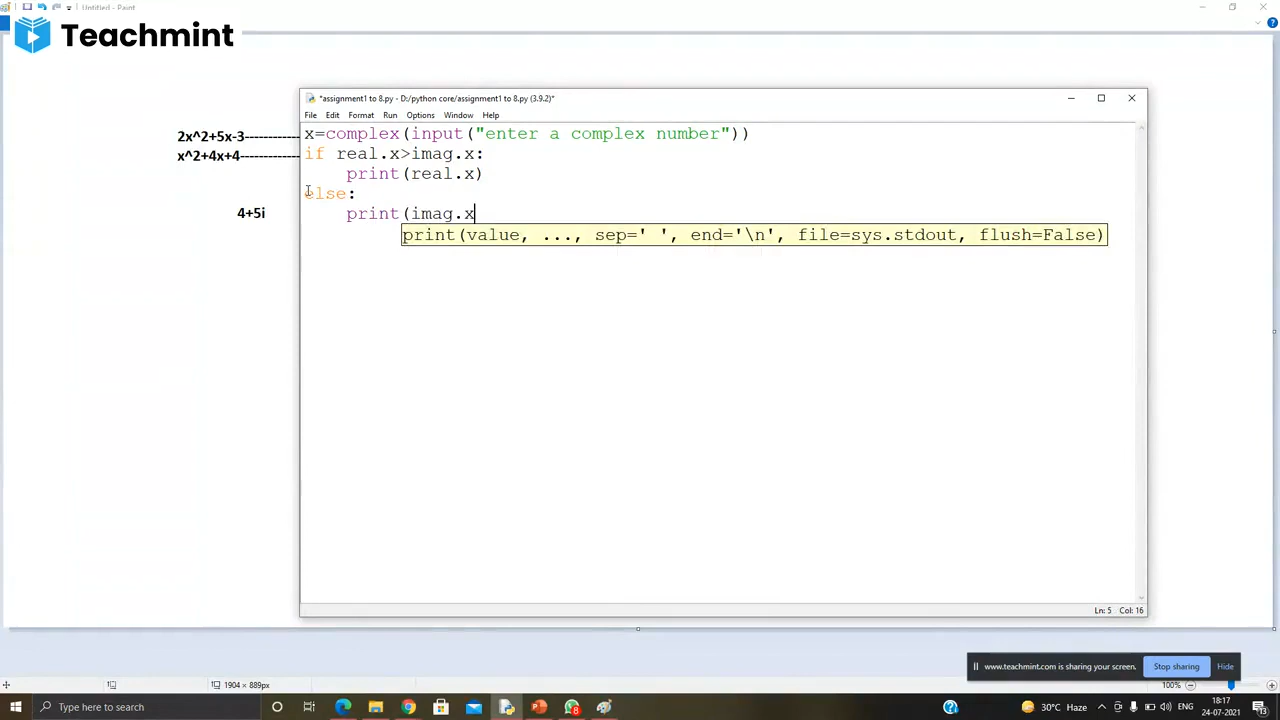 Untitled - Paint
Teachmint
2x^2+5x-3-----------
x^2+4x+4-----------
4+5i
*assignment1 to 8.py - D:/python core/assignment1 to 8.py (3.9.2)*
File Edit Format Run Options Window Help
x=complex(input("enter a complex number"))
if real.x>imag.x:
    print(real.x)
else:
    print(imag.x
print(value, ..., sep=' ', end='\n', file=sys.stdout, flush=False)
Ln: 5 Col: 16
www.teachmint.com is sharing your screen. Stop sharing Hide
1904 × 889px
100%
Type here to search
8
30°C Haze
ENG
18:17
24-07-2021